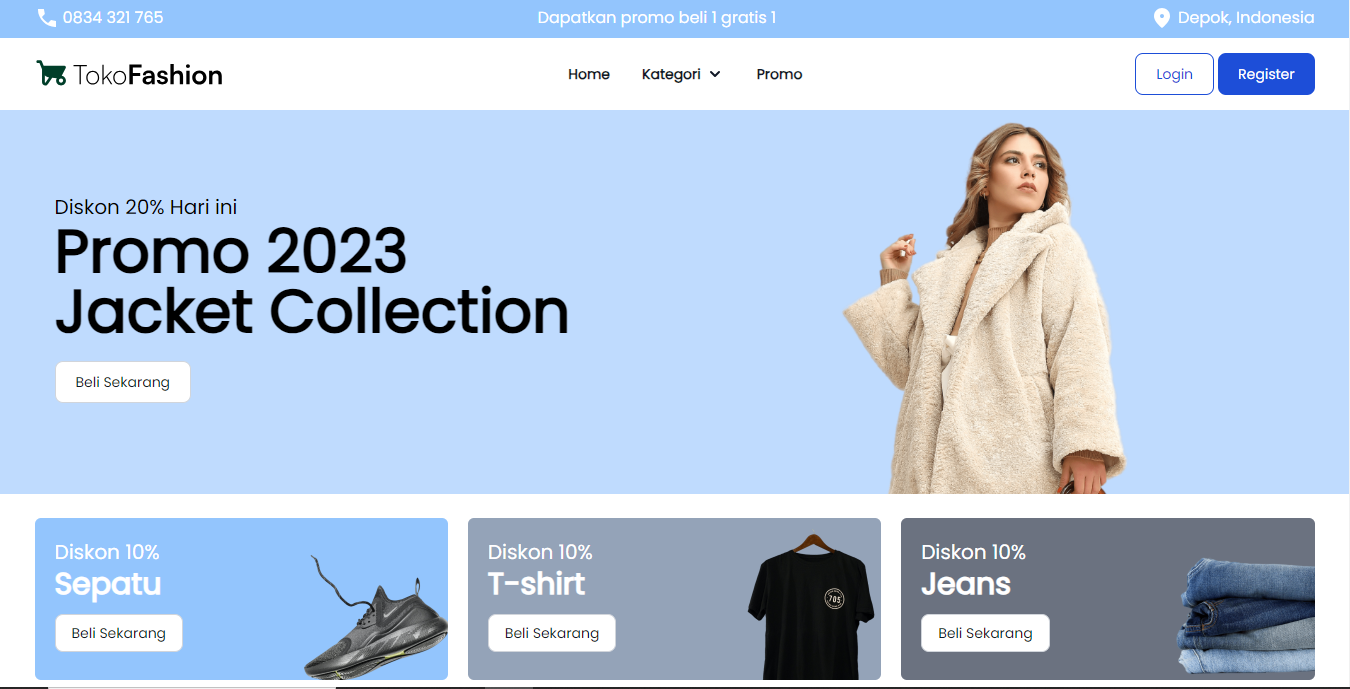 0834 321 765
Dapatkan promo beli 1 gratis 1
Depok, Indonesia
TokoFashion
Home
Kategori
Promo
Login
Register
Diskon 20% Hari ini
Promo 2023
Jacket Collection
Beli Sekarang
Diskon 10%
Sepatu
Beli Sekarang
Diskon 10%
T-shirt
Beli Sekarang
705
Diskon 10%
Jeans
Beli Sekarang